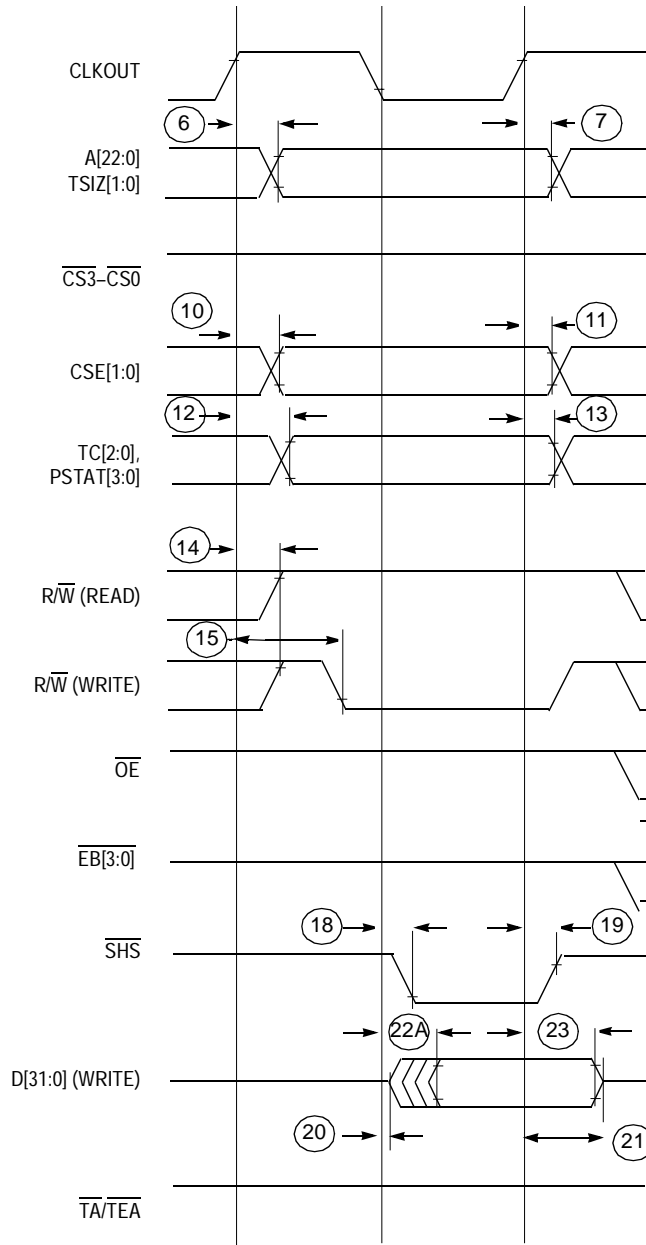 CLKOUT
6
7
A[22:0]
TSIZ[1:0]
CS3–CS0
10
11
CSE[1:0]
12
13
TC[2:0],
PSTAT[3:0]
14
R/W (READ)
15
R/W (WRITE)
OE
EB[3:0]
18
19
SHS
22A
23
D[31:0] (WRITE)
20
21
TA/TEA